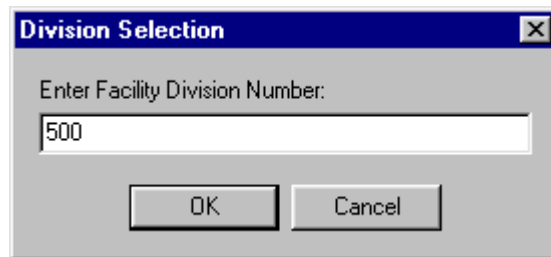 Division Selection
Enter Facility Division Number:
500
OK
Cancel